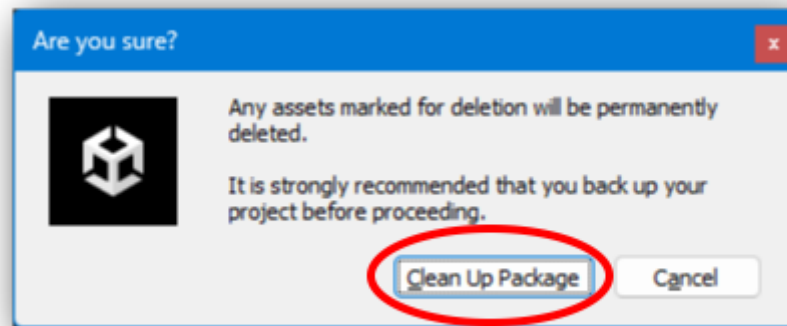 Are you sure?
x
Any assets marked for deletion will be permanently
deleted.
It is strongly recommended that you back up your
project before proceeding.
Clean Up Package
Cancel